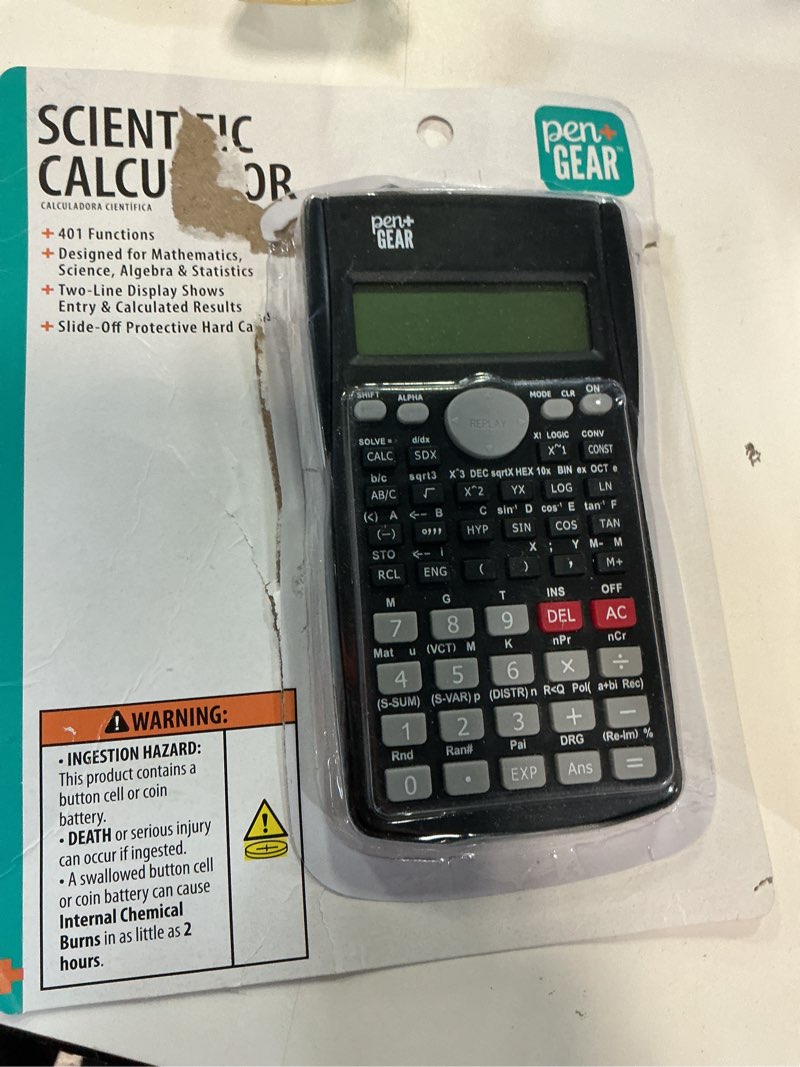 SCIENTIFIC
CALCU OR
CALCULADORA CIENTÍFICA
+ 401 Functions
+ Designed for Mathematics,
Science, Algebra & Statistics
+ Two-Line Display Shows
Entry & Calculated Results
+ Slide-Off Protective Hard Ca
pen+
GEAR™
pen+
GEAR
SHIFT ALPHA MODE CLR ON
REPLAY
SOLVE = d/dx X! LOGIC CONV
CALC SDX X^1 CONST
b/c sqrt3 X^3 DEC sqrtX HEX 10x BIN ex OCT e
AB/C √ X^2 YX LOG LN
(<) A <-- B C sin⁻¹ D cos⁻¹ E tan⁻¹ F
(−) o,,, HYP SIN COS TAN
STO <-- i X ; Y M- M
RCL ENG ( ) , M+
M G T INS OFF
7 8 9 DEL AC
Mat u (VCT) M K nPr nCr
4 5 6 × ÷
(S-SUM) (S-VAR) p (DISTR) n R<Q Pol( a+bi Rec)
1 2 3 + −
Rnd Ran# Pai DRG (Re-Im) %
0 • EXP Ans =
WARNING:
• INGESTION HAZARD:
This product contains a
button cell or coin
battery.
• DEATH or serious injury
can occur if ingested.
• A swallowed button cell
or coin battery can cause
Internal Chemical
Burns in as little as 2
hours.